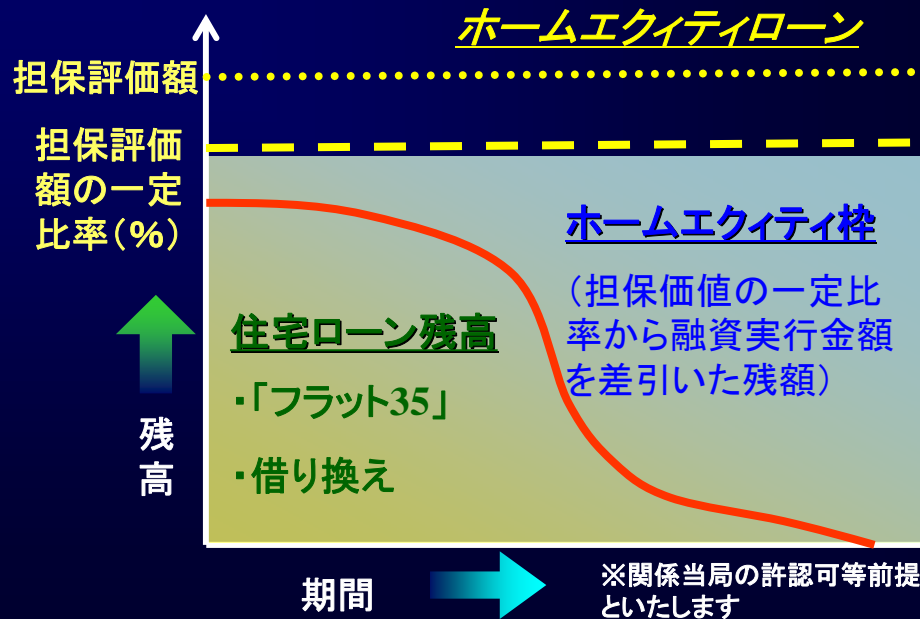 ホームエクィティローン
担保評価額
担保評価
額の一定
比率(%)
ホームエクィティ枠
(担保価値の一定比
率から融資実行金額
を差引いた残額)
住宅ローン残高
・「フラット35」
・借り換え
残
高
期間
※関係当局の許認可等前提
といたします